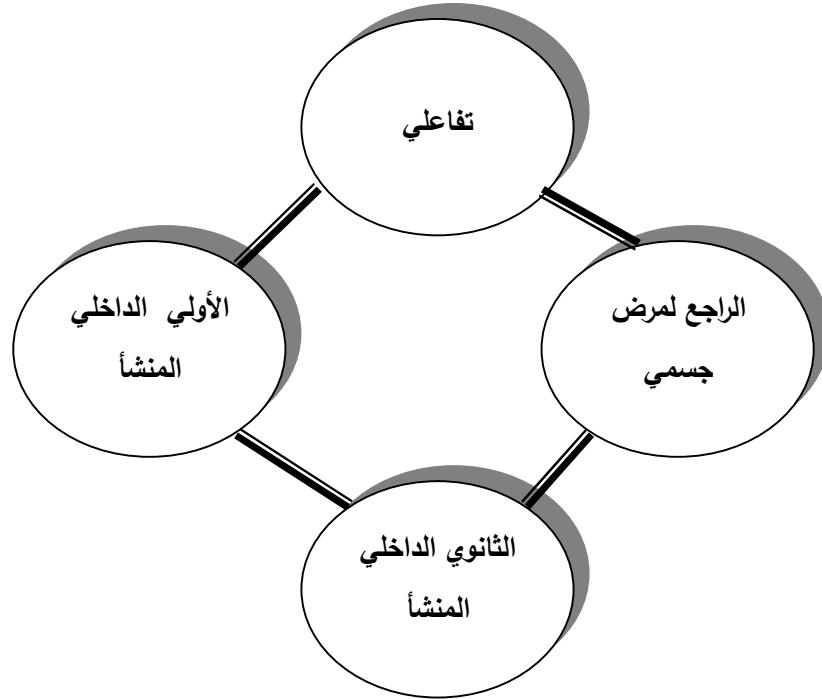 تفاعلي
الراجع لمرض
جسمي
الأولي الداخلي
المنشأ
الثانوي الداخلي
المنشأ